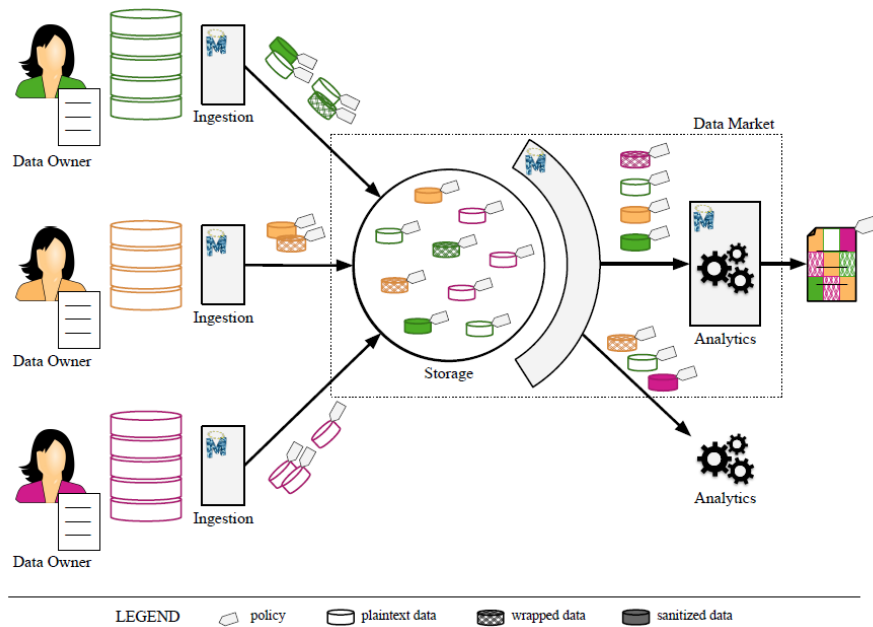 Ingestion
Data Owner
Data Market
Ingestion
Data Owner
Storage
Analytics
Ingestion
Data Owner
Analytics
LEGEND policy plaintext data wrapped data sanitized data